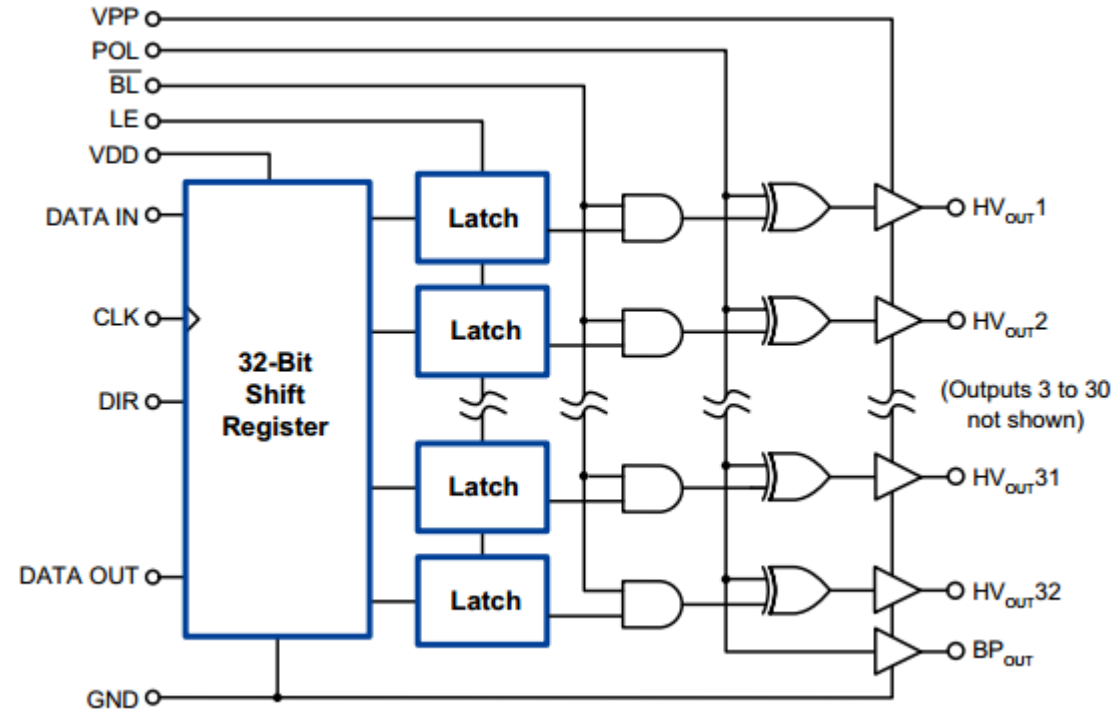 VPP
POL
B̅L̅
LE
VDD
DATA IN
CLK
DIR
DATA OUT
GND
32-Bit
Shift
Register
Latch
Latch
Latch
Latch
HVOUT1
HVOUT2
(Outputs 3 to 30
not shown)
HVOUT31
HVOUT32
BPOUT